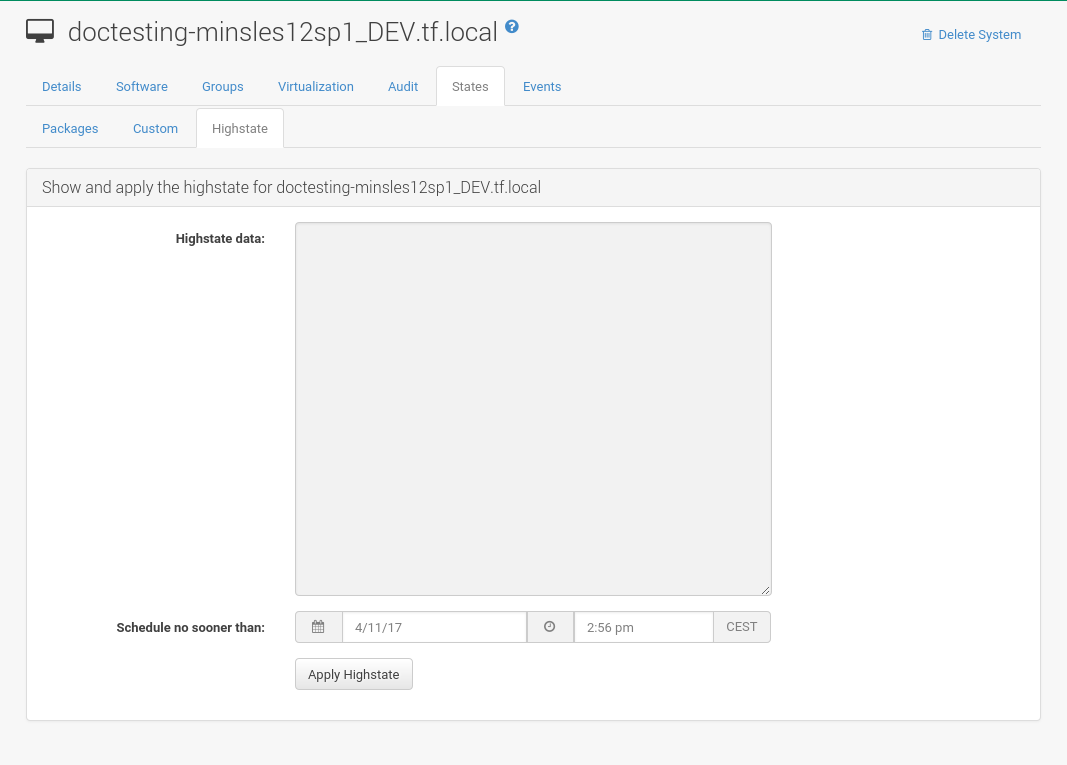 doctesting-minsles12sp1_DEV.tf.local ?
Delete System
Details Software Groups Virtualization Audit States Events
Packages Custom Highstate
Show and apply the highstate for doctesting-minsles12sp1_DEV.tf.local
Highstate data:
Schedule no sooner than: 4/11/17 2:56 pm CEST
Apply Highstate